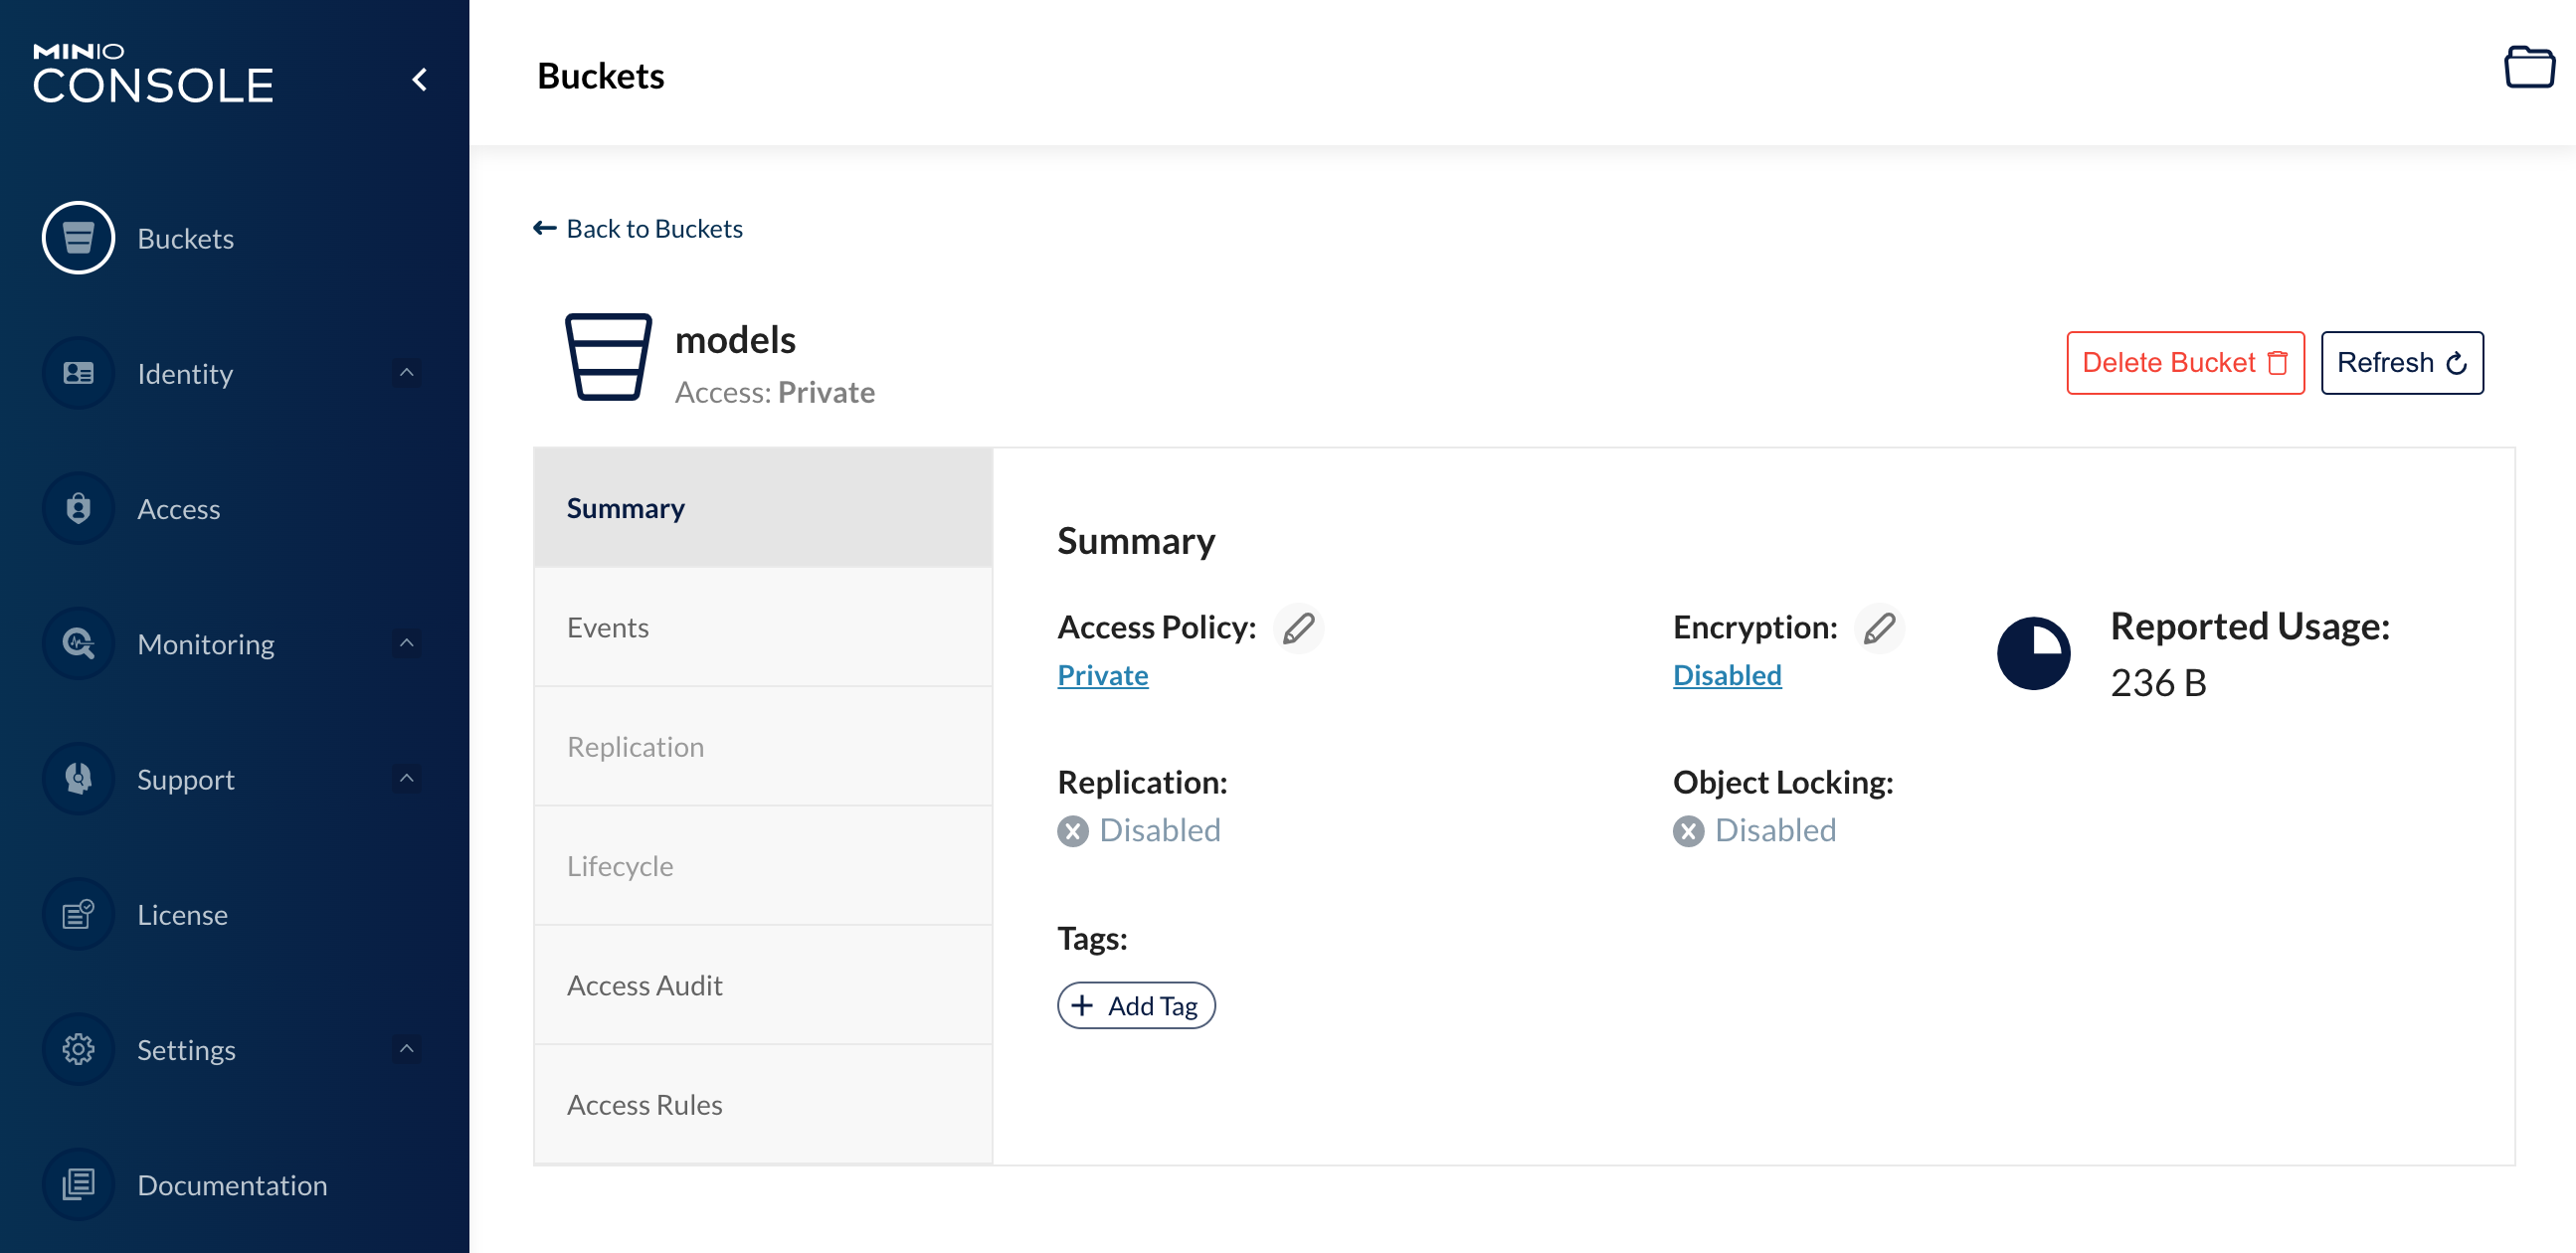 MINIO
CONSOLE
Buckets
Identity
Access
Monitoring
Support
License
Settings
Documentation
Buckets
Back to Buckets
models
Access: Private
Delete Bucket
Refresh
Summary
Events
Replication
Lifecycle
Access Audit
Access Rules
Summary
Access Policy:
Private
Encryption:
Disabled
Reported Usage:
236 B
Replication:
Disabled
Object Locking:
Disabled
Tags:
+ Add Tag